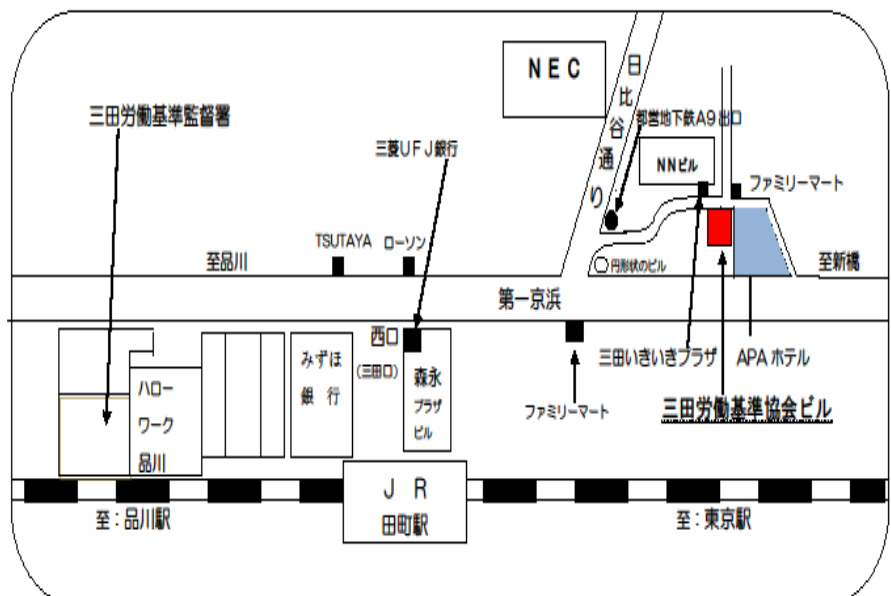 NEC
日比谷通り
三田労働基準監督署
都営地下鉄A9出口
三菱UFJ銀行
NNビル
ファミリーマート
TSUTAYA ローソン
至品川
円形状のビル
至新橋
第一京浜
西口
(三田口)
みずほ
銀 行
森永
プラザ
ビル
ファミリーマート
三田いきいきプラザ
APAホテル
三田労働基準協会ビル
ハロー
ワーク
品川
JR
田町駅
至:品川駅
至:東京駅